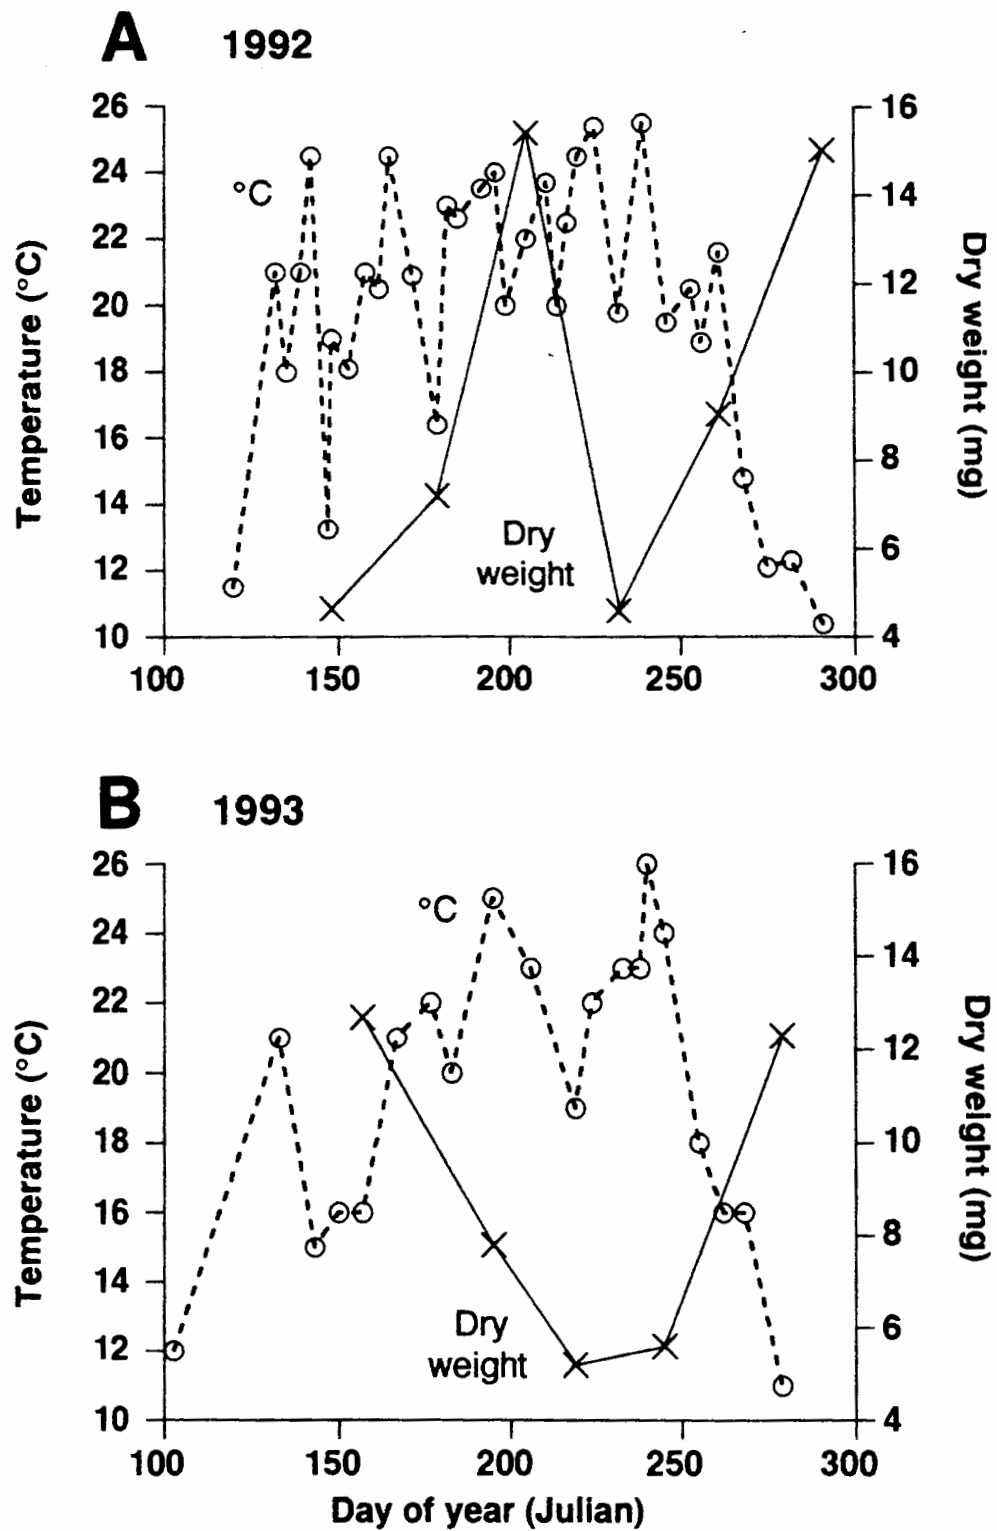 A 1992
26
24
22
20
18
16
14
12
10
Temperature (°C)
°C
Dry
weight
16
14
12
10
8
6
4
Dry weight (mg)
100 150 200 250 300
B 1993
26
24
22
20
18
16
14
12
10
Temperature (°C)
°C
Dry
weight
16
14
12
10
8
6
4
Dry weight (mg)
100 150 200 250 300
Day of year (Julian)